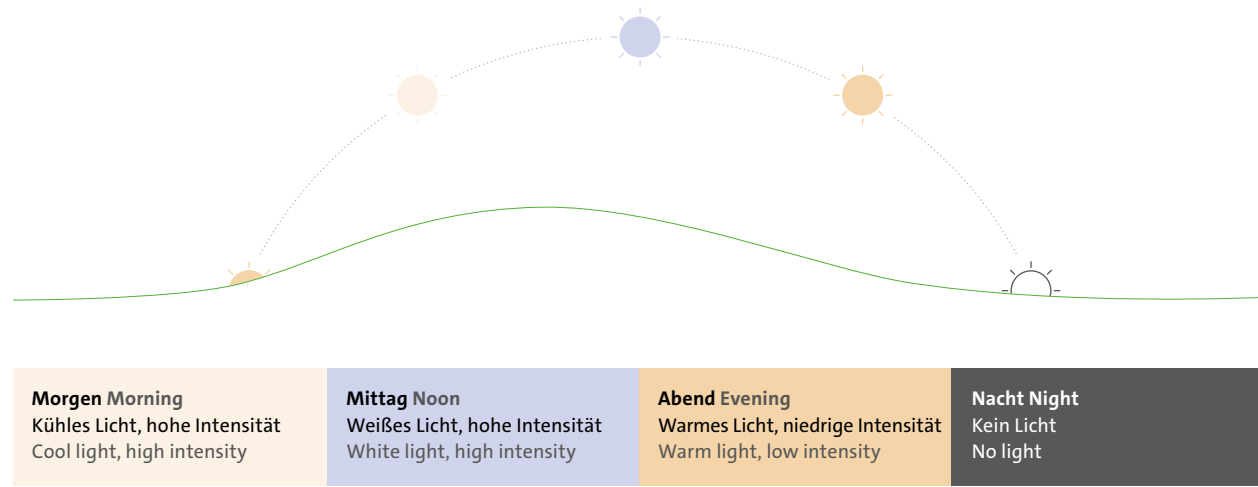 Morgen Morning
Kühles Licht, hohe Intensität
Cool light, high intensity
Mittag Noon
Weißes Licht, hohe Intensität
White light, high intensity
Abend Evening
Warmes Licht, niedrige Intensität
Warm light, low intensity
Nacht Night
Kein Licht
No light